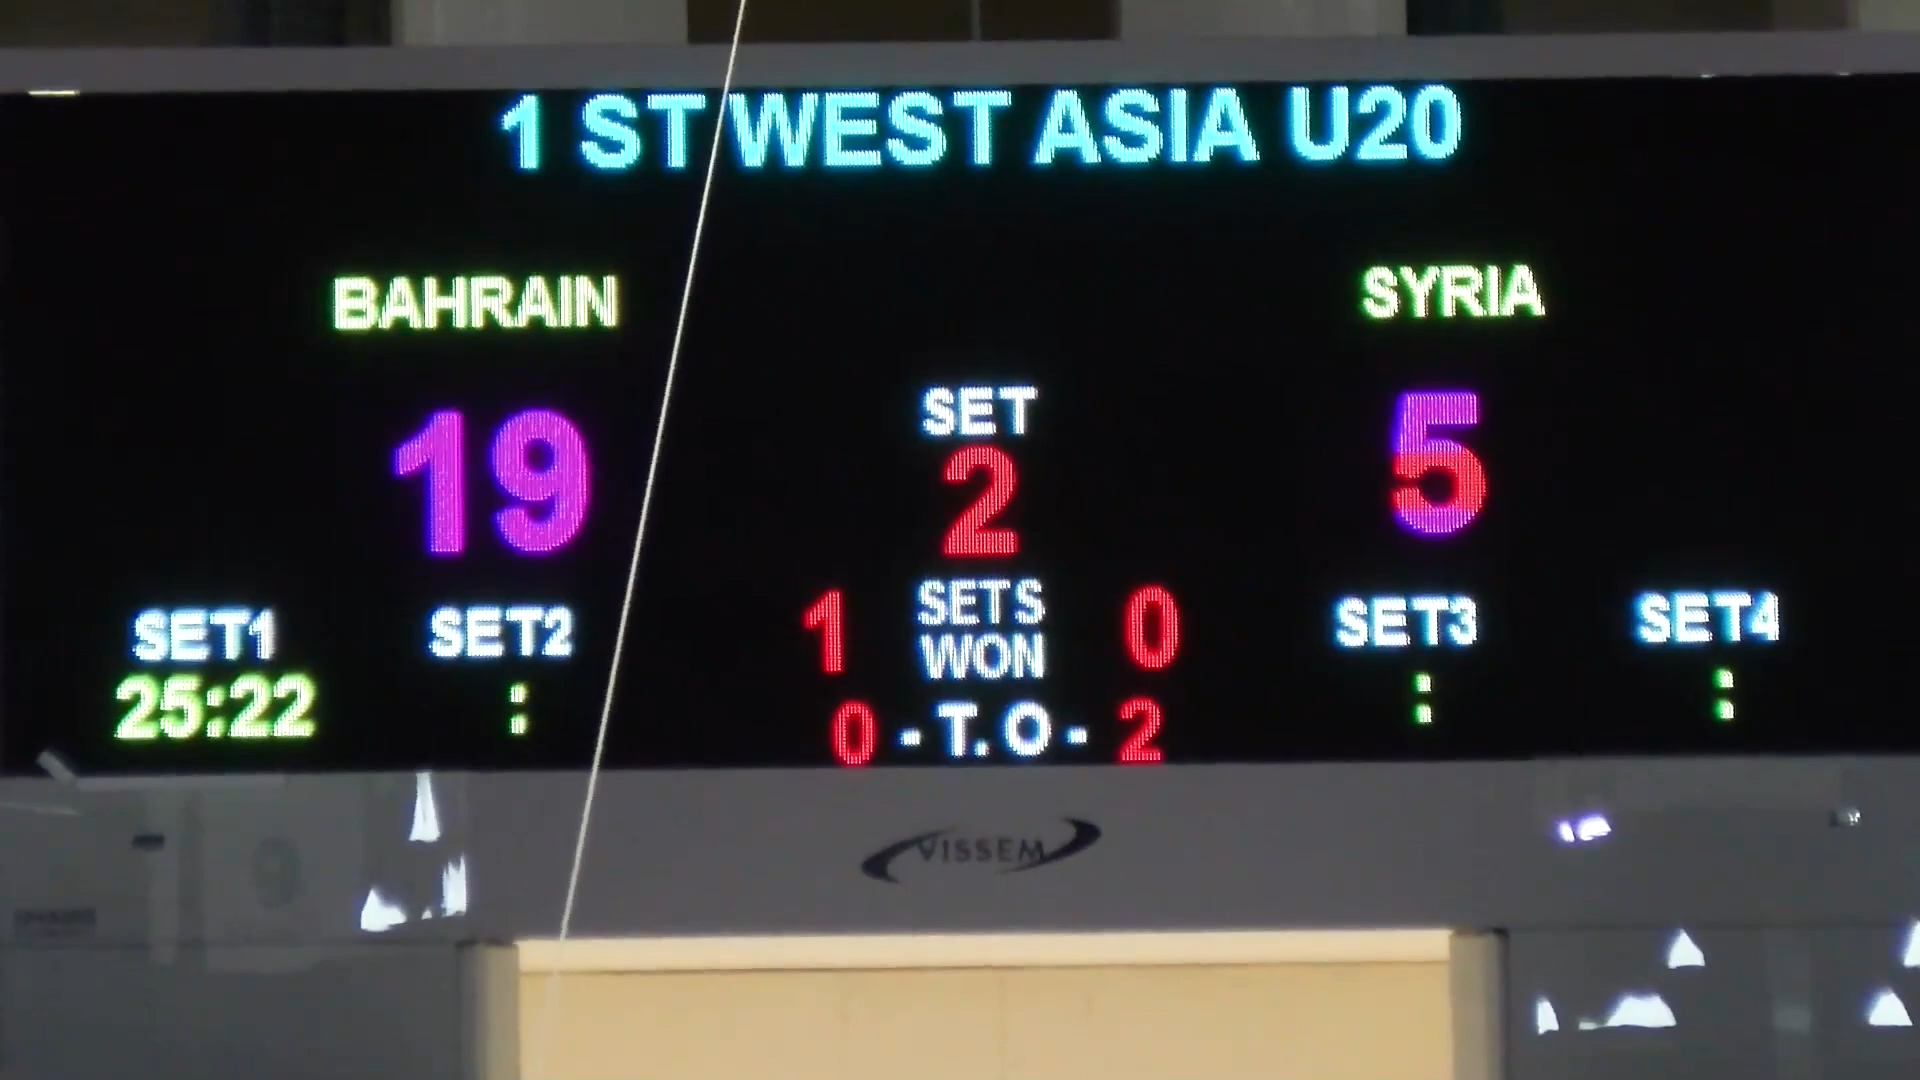 1 ST WEST ASIA U20
BAHRAIN
SYRIA
19
SET
2
5
SET1
25:22
SET2
:
1 SETS WON 0
0 - T.O - 2
SET3
:
SET4
:
VISSEM